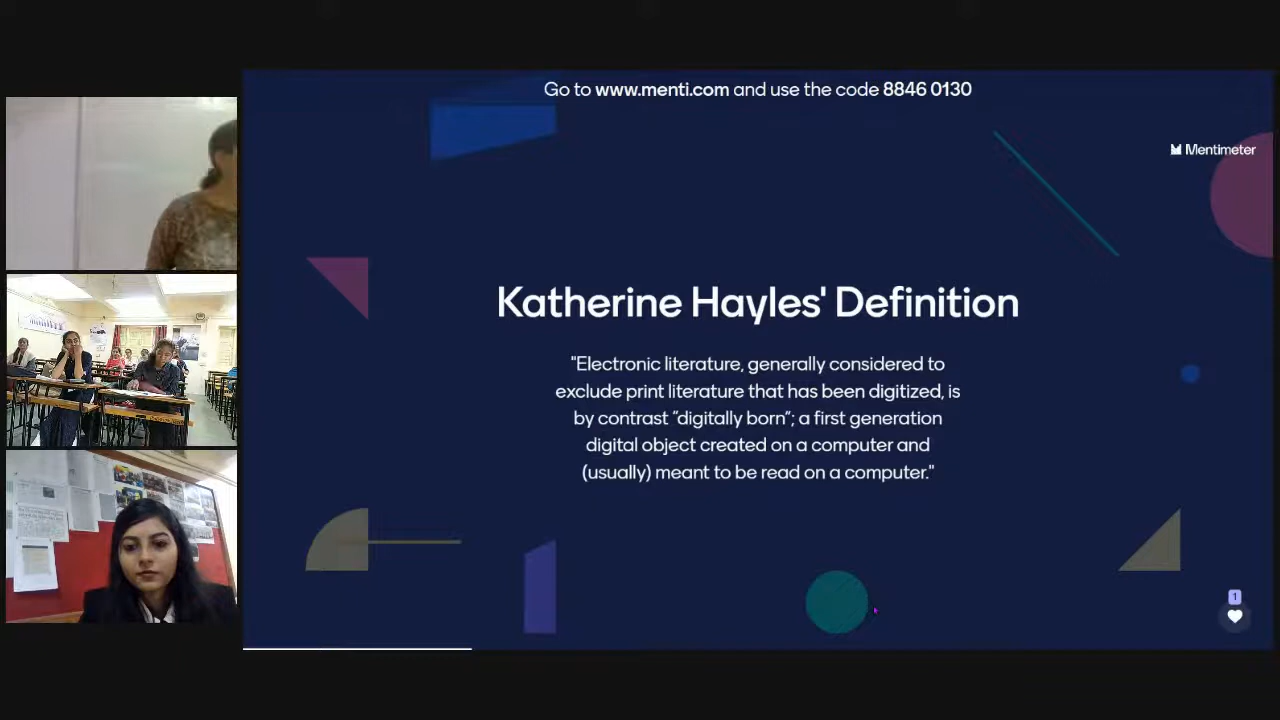 Go to www.menti.com and use the code 8846 0130
Mentimeter
Katherine Hayles' Definition
"Electronic literature, generally considered to
exclude print literature that has been digitized, is
by contrast “digitally born”; a first generation
digital object created on a computer and
(usually) meant to be read on a computer."
1